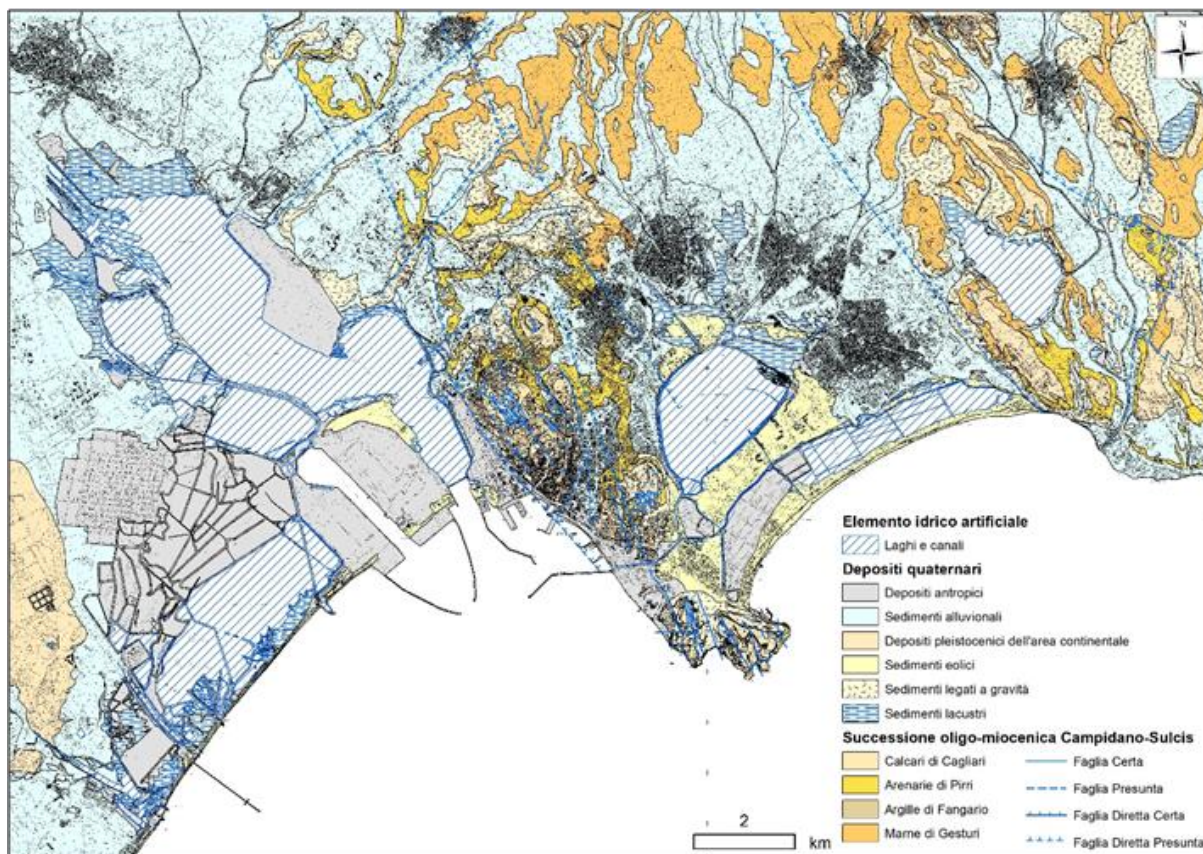 N
Elemento idrico artificiale
Laghi e canali
Depositi quaternari
Depositi antropici
Sedimenti alluvionali
Depositi pleistocenici dell'area continentale
Sedimenti eolici
Sedimenti legati a gravità
Sedimenti lacustri
Successione oligo-miocenica Campidano-Sulcis
Calcari di Cagliari
Faglia Certa
Arenarie di Pirri
Faglia Presunta
Argille di Fangario
Faglia Diretta Certa
Marne di Gesturi
Faglia Diretta Presunta
2
km